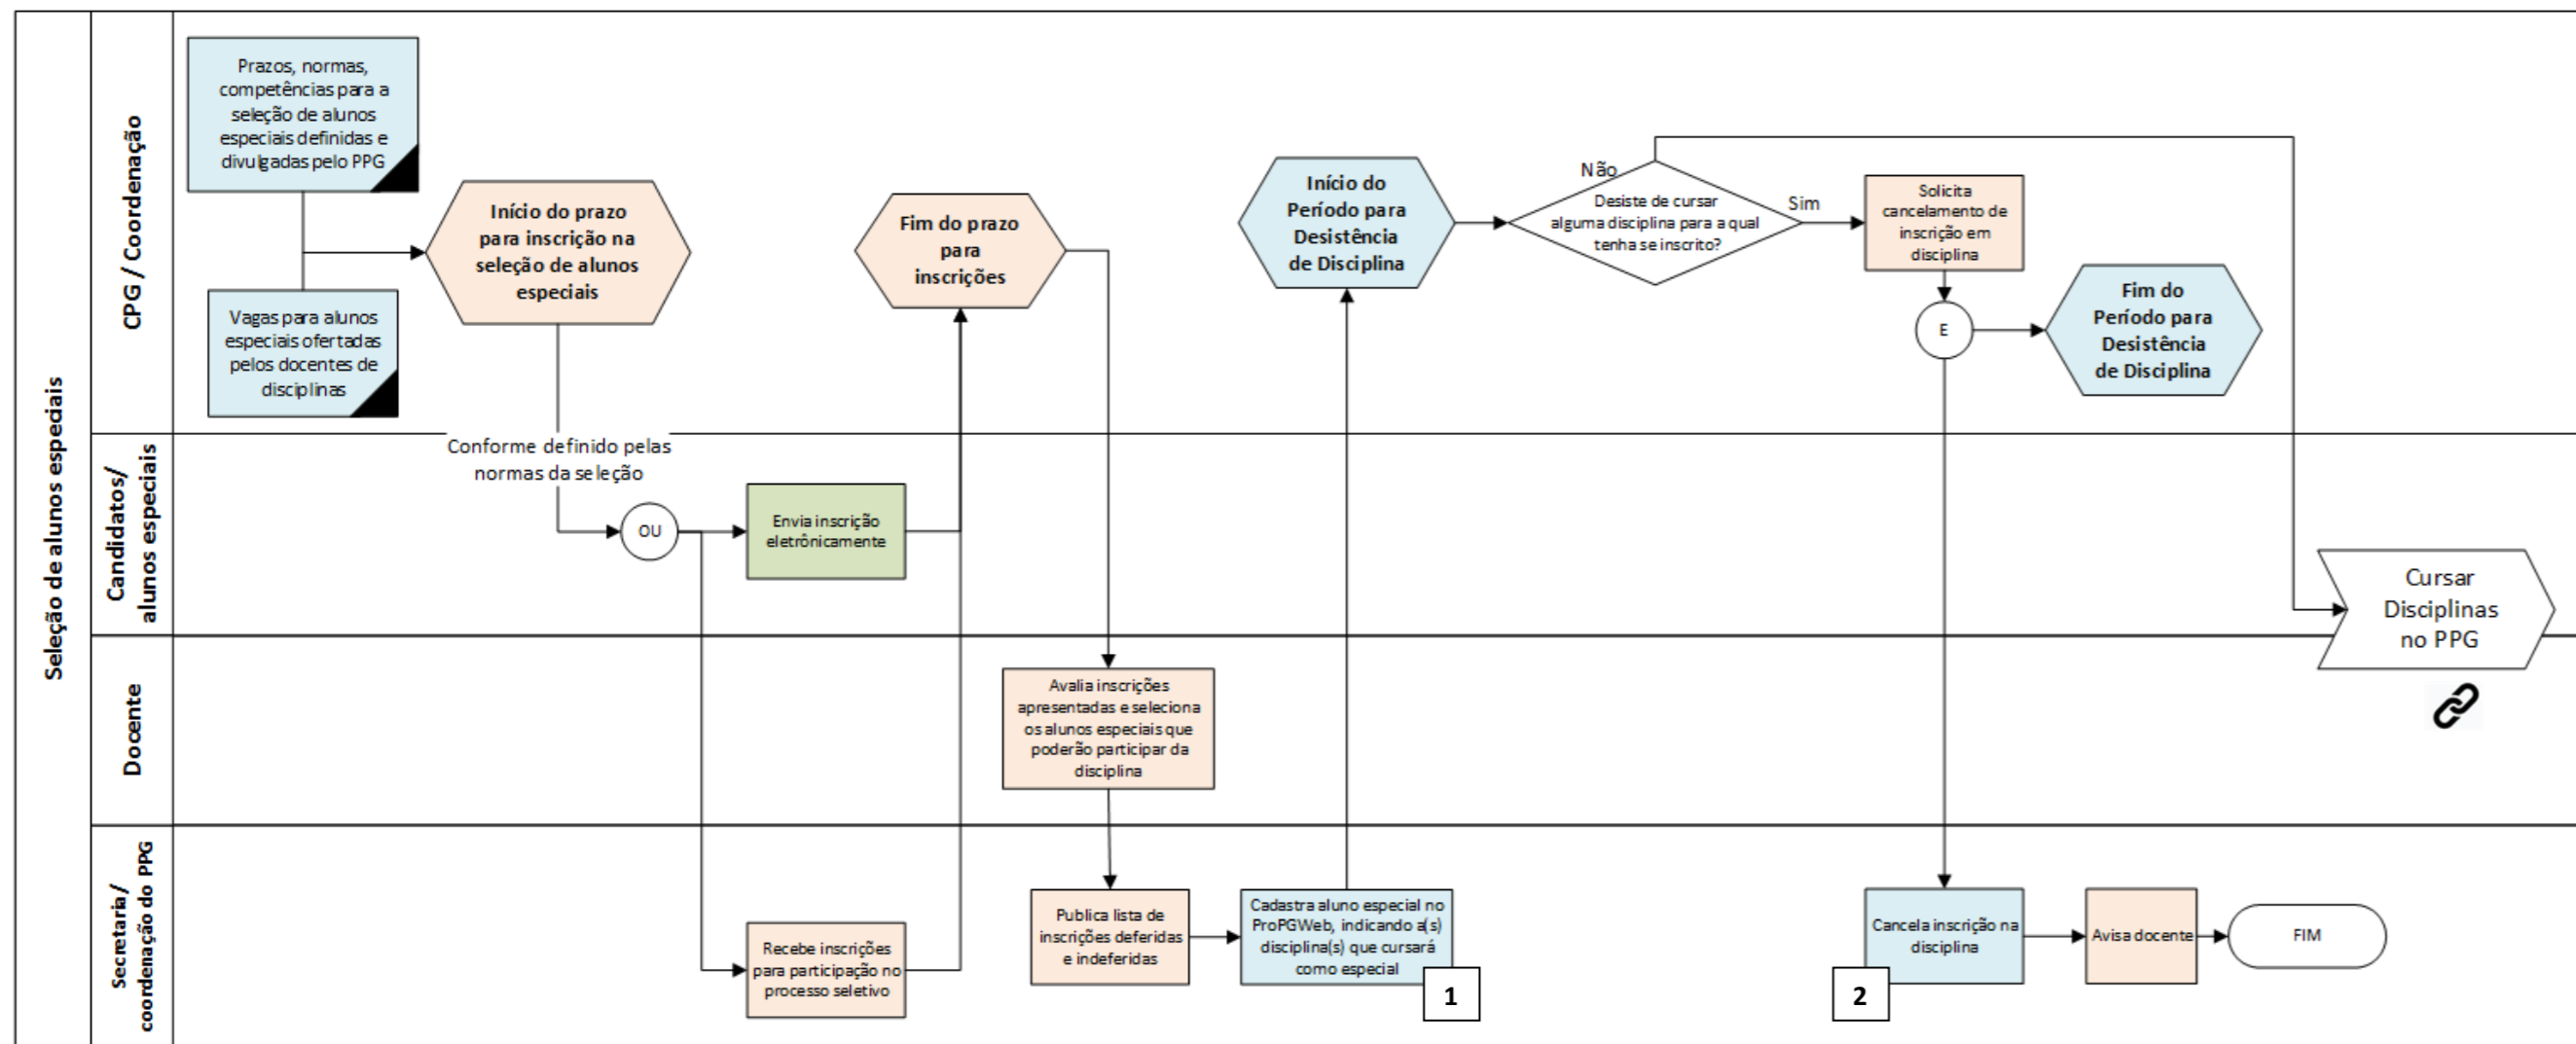 Seleção de alunos especiais
CPG / Coordenação
Prazos, normas,
competências para a
seleção de alunos
especiais definidas e
divulgadas pelo PPG
Vagas para alunos
especiais ofertadas
pelos docentes de
disciplinas
Início do prazo
para inscrição na
seleção de alunos
especiais
Fim do prazo
para
inscrições
Início do
Período para
Desistência
de Disciplina
Não
Desiste de cursar
alguma disciplina para a qual
tenha se inscrito?
Sim
Solicita
cancelamento de
inscrição em
disciplina
E
Fim do
Período para
Desistência
de Disciplina
Candidatos/
alunos especiais
Conforme definido pelas
normas da seleção
OU
Envia inscrição
eletrônicamente
Cursar
Disciplinas
no PPG
Docente
Avalia inscrições
apresentadas e seleciona
os alunos especiais que
poderão participar da
disciplina
Secretaria/
coordenação do PPG
Recebe inscrições
para participação no
processo seletivo
Publica lista de
inscrições deferidas
e indeferidas
Cadastra aluno especial no
ProPGWeb, indicando a(s)
disciplina(s) que cursará
como especial
1
Cancela inscrição na
disciplina
2
Avisa docente
FIM